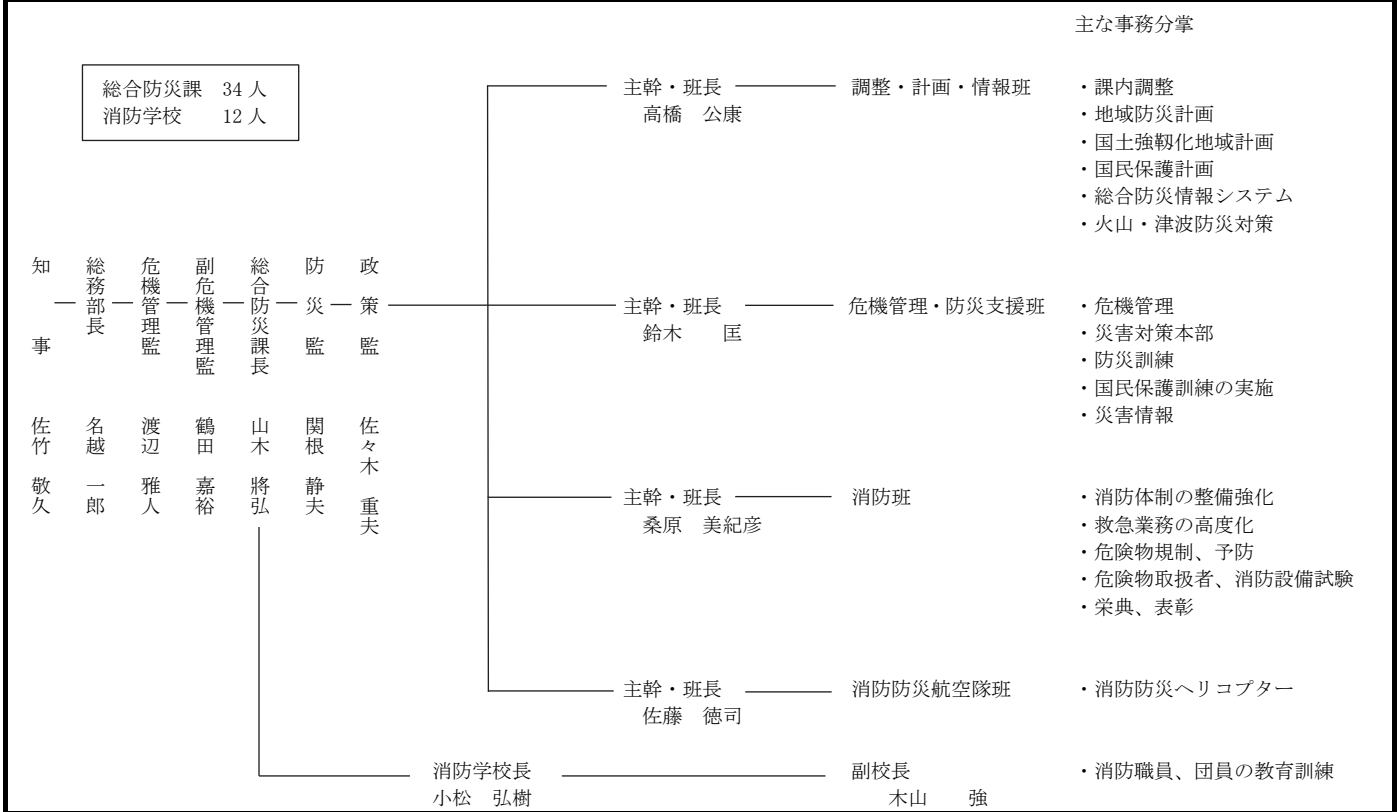 主な事務分掌
総合防災課　34 人
消防学校　　12 人
主幹・班長
高橋　公康
調整・計画・情報班
・課内調整
・地域防災計画
・国土強靱化地域計画
・国民保護計画
・総合防災情報システム
・火山・津波防災対策
知事
佐竹　敬久
総務部長
名越　一郎
危機管理監
渡辺　雅人
副危機管理監
鶴田　嘉裕
総合防災課長
山木　將弘
防災監
関根　静夫
政策監
佐々木　重夫
主幹・班長
鈴木　　匡
危機管理・防災支援班
・危機管理
・災害対策本部
・防災訓練
・国民保護訓練の実施
・災害情報
主幹・班長
桑原　美紀彦
消防班
・消防体制の整備強化
・救急業務の高度化
・危険物規制、予防
・危険物取扱者、消防設備試験
・栄典、表彰
主幹・班長
佐藤　徳司
消防防災航空隊班
・消防防災ヘリコプター
消防学校長
小松　弘樹
副校長
木山　　強
・消防職員、団員の教育訓練